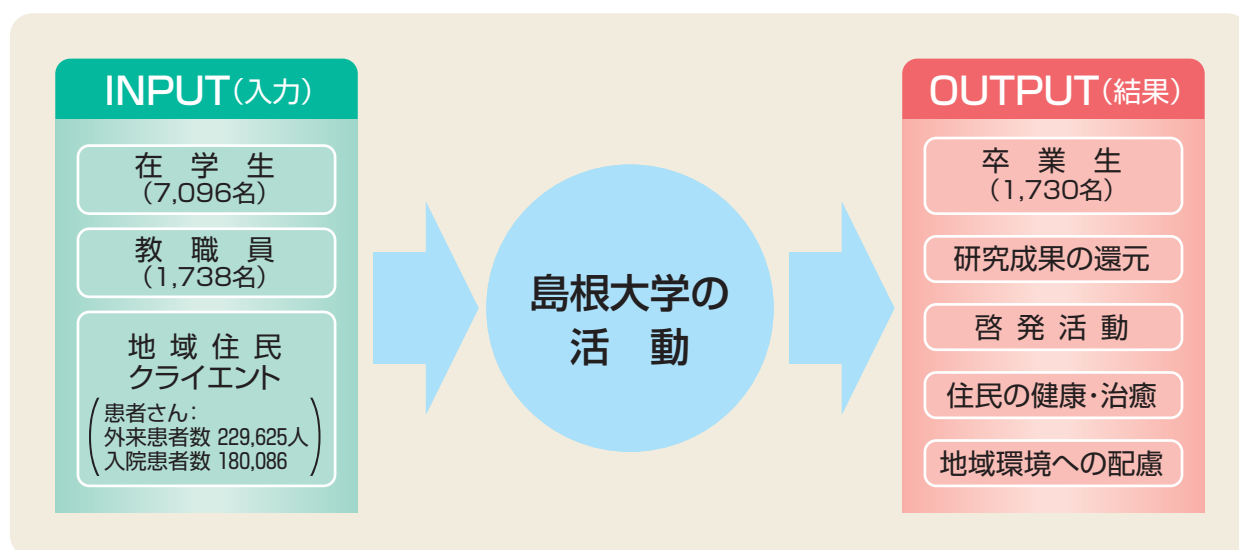 INPUT（入力）
在　学　生
（7,096名）
教　職　員
（1,738名）
地 域 住 民
クライエント
（患者さん：
外来患者数 229,625人
入院患者数 180,086 ）
島根大学の
活　動
OUTPUT（結果）
卒　業　生
（1,730名）
研究成果の還元
啓 発 活 動
住民の健康・治癒
地域環境への配慮